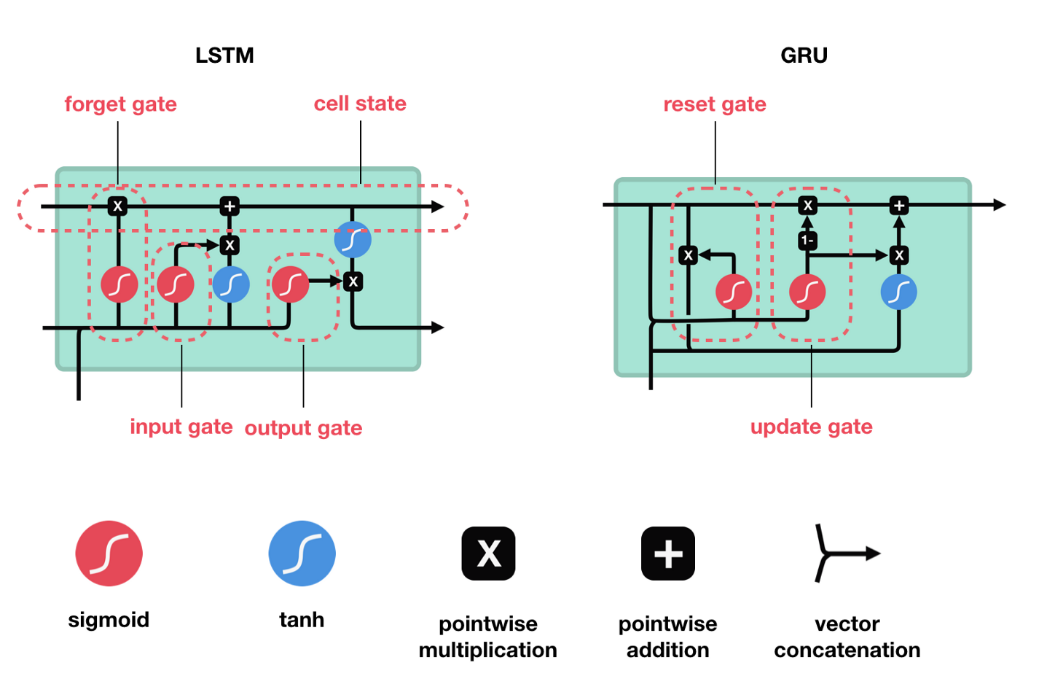 LSTM
GRU
forget gate
cell state
reset gate
x
+
x
+
x
1-
x
x
x
input gate
output gate
update gate
X
+
sigmoid
tanh
pointwise
multiplication
pointwise
addition
vector
concatenation